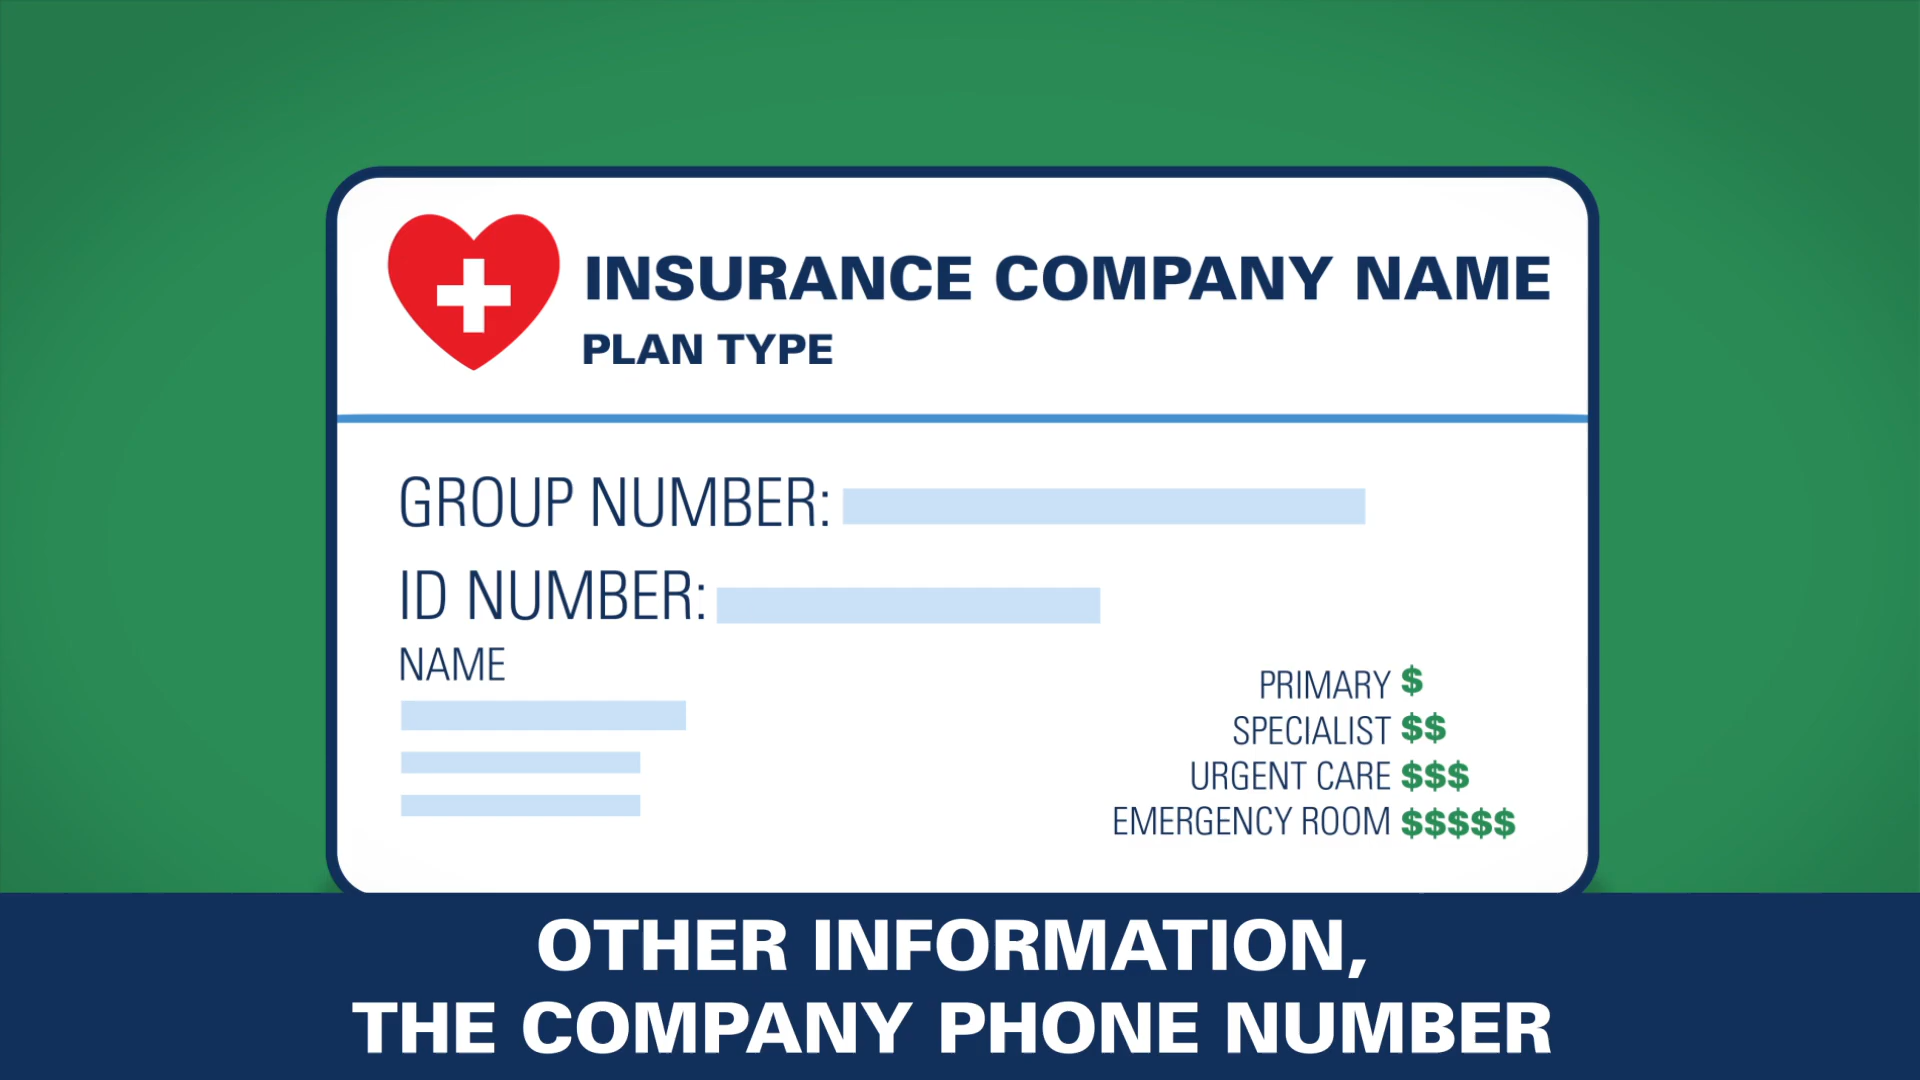 INSURANCE COMPANY NAME
PLAN TYPE
GROUP NUMBER:
ID NUMBER:
NAME
PRIMARY $
SPECIALIST $$
URGENT CARE $$$
EMERGENCY ROOM $$$$$
OTHER INFORMATION,
THE COMPANY PHONE NUMBER